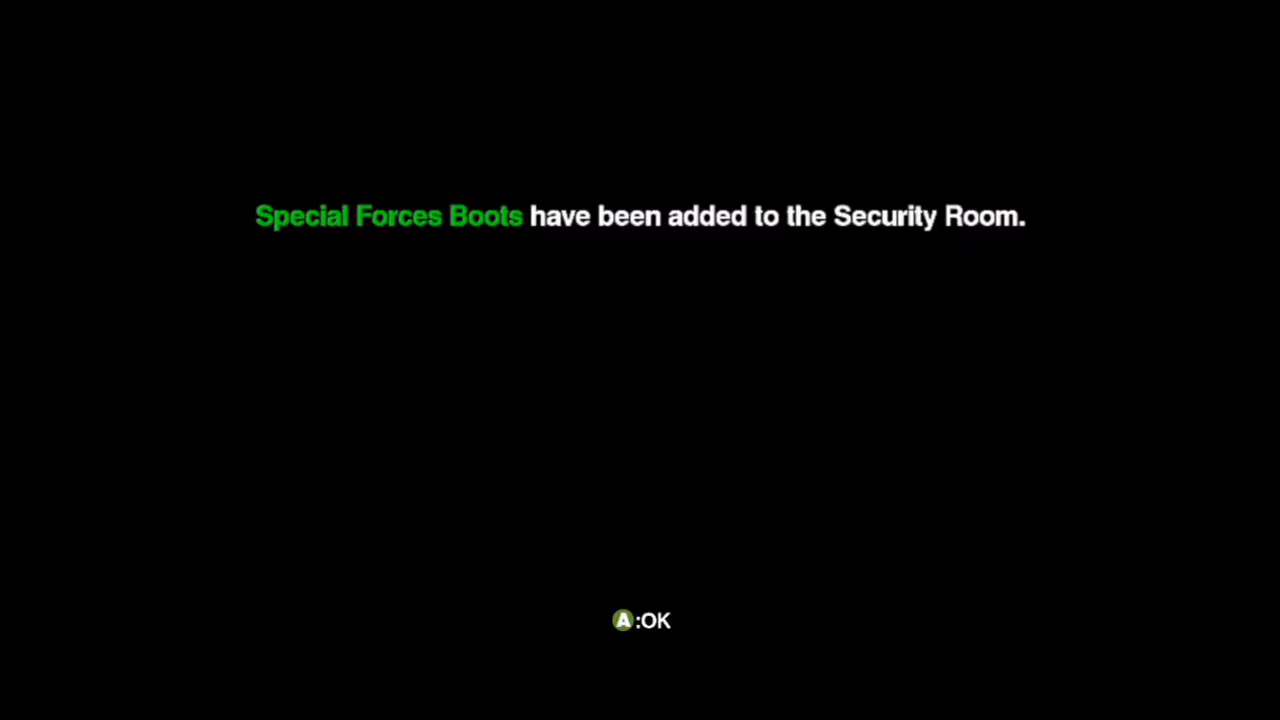 Special Forces Boots have been added to the Security Room.
A:OK